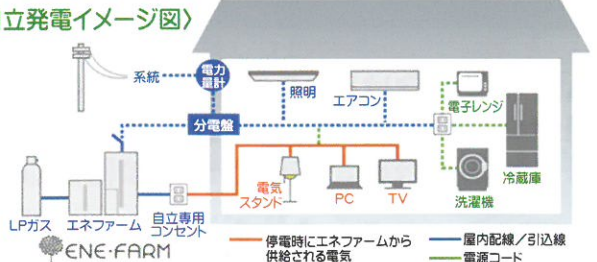 立発電イメージ図〉
系統
電力
量計
照明
エアコン
電子レンジ
分電盤
冷蔵庫
電気
スタンド
PC
TV
洗濯機
LPガス
エネファーム
自立専用
コンセント
ENE・FARM
停電時にエネファームから
供給される電気
屋内配線／引込線
電源コード